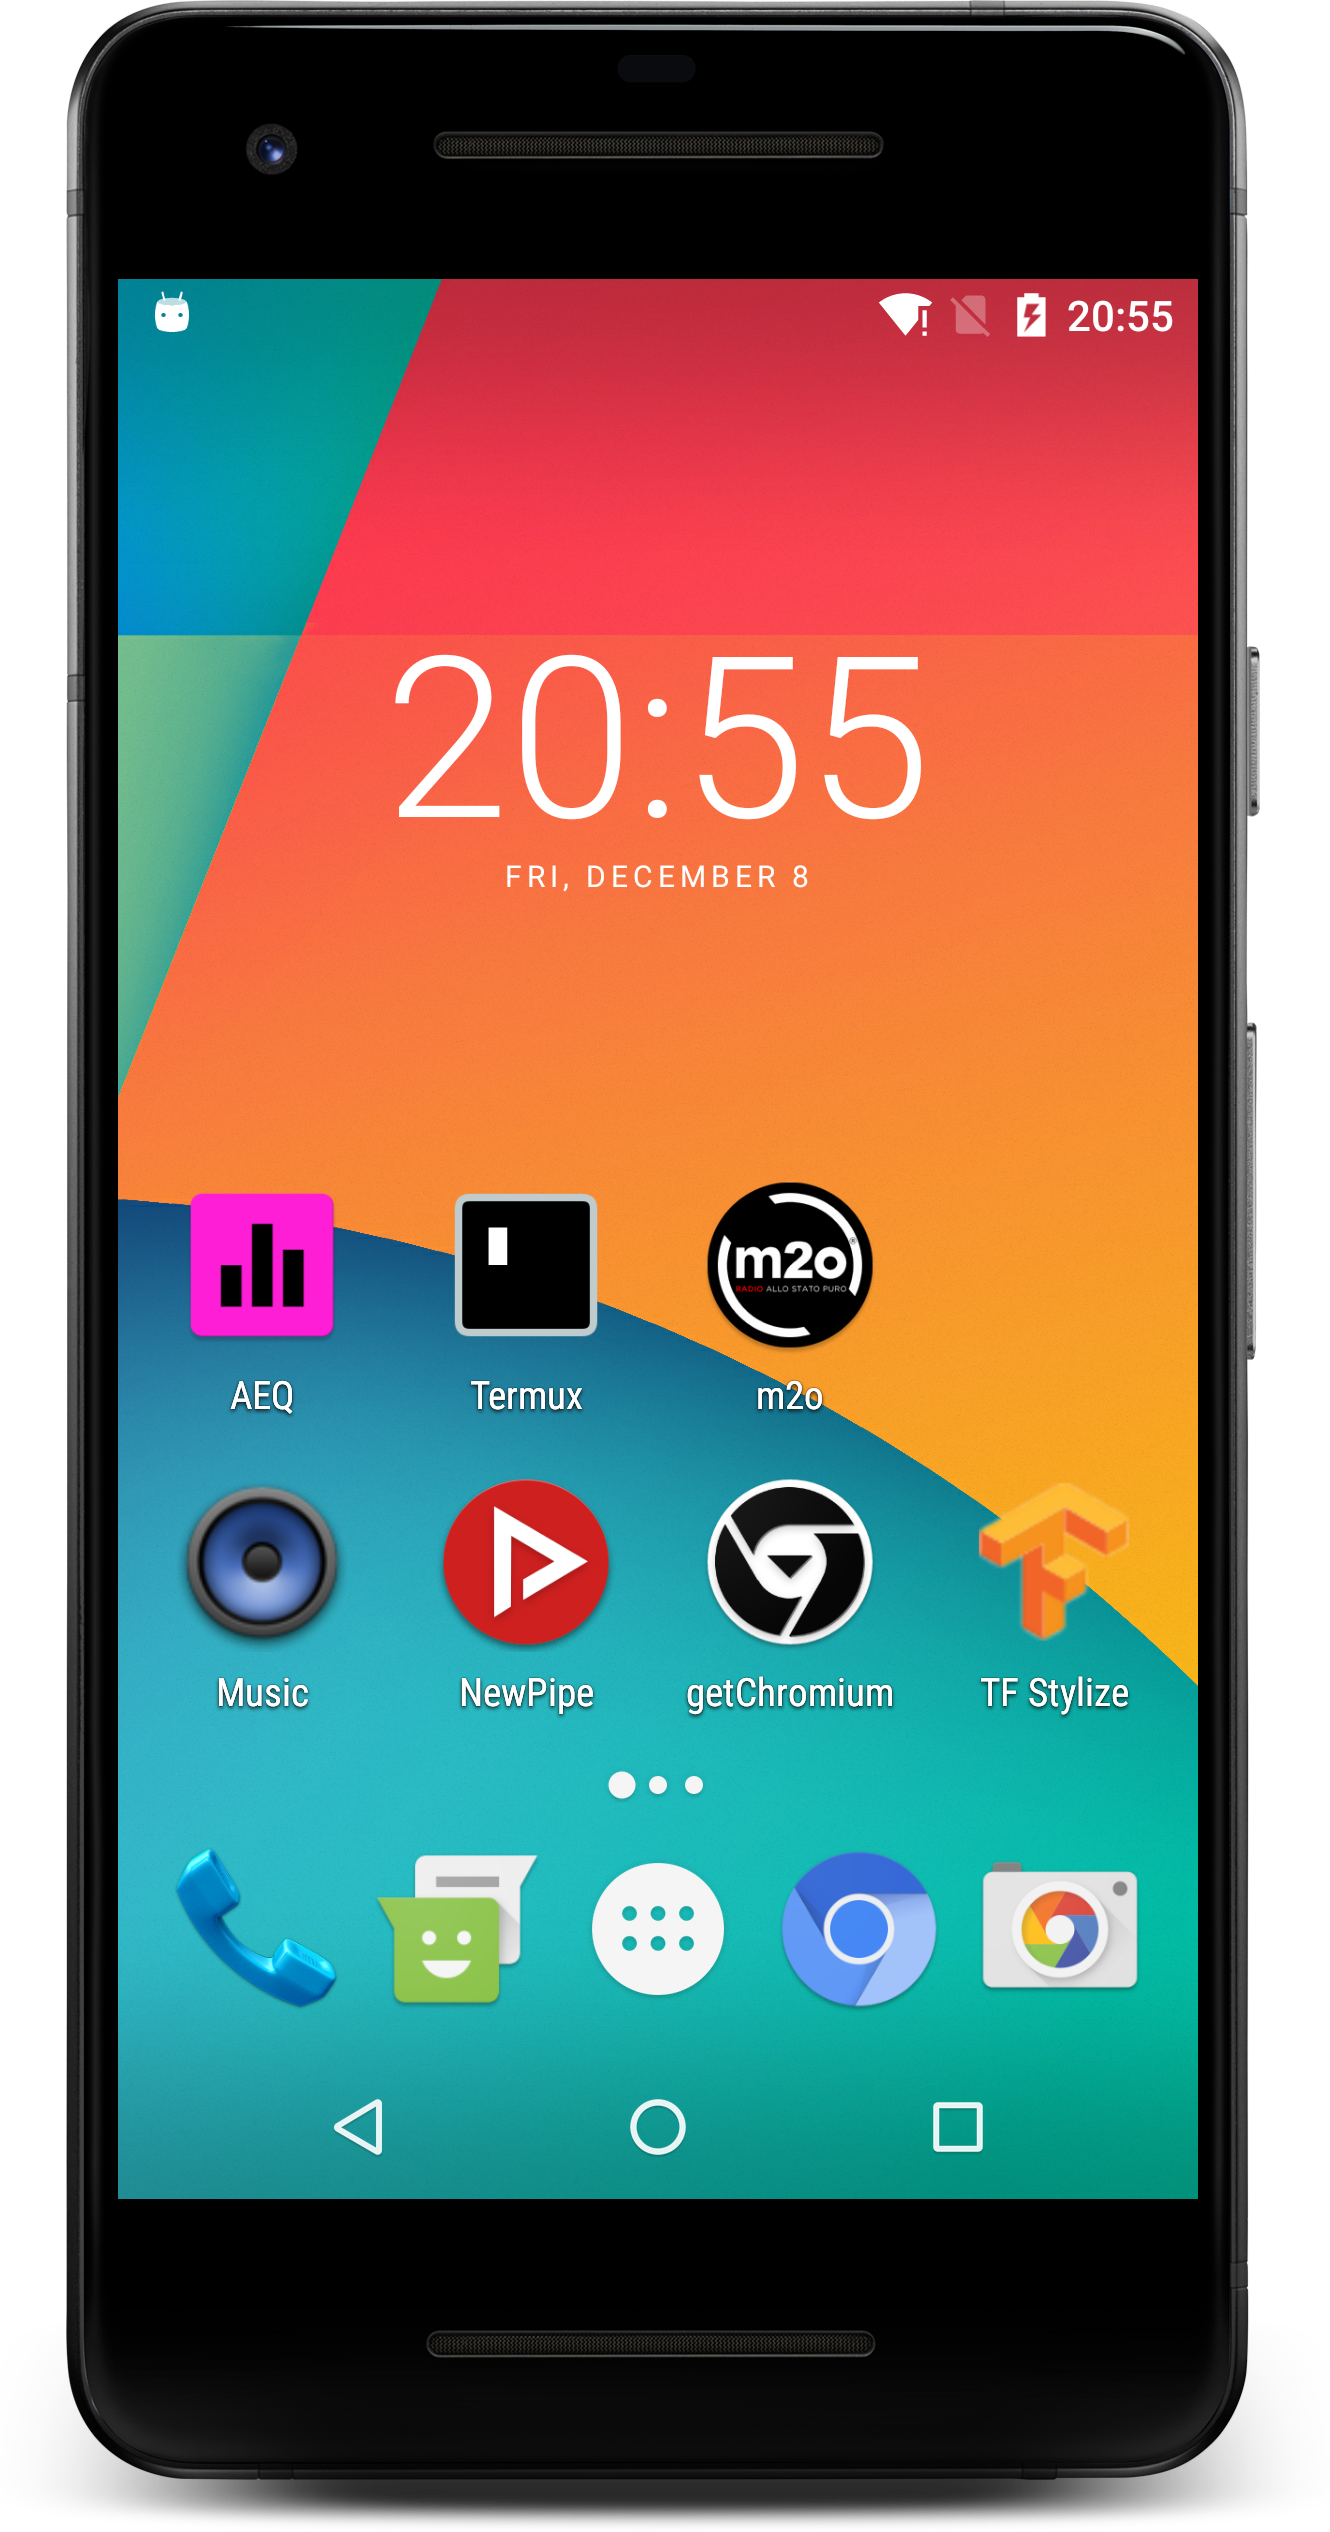 20:55
20:55
FRI, DECEMBER 8
m2o
RADIO ALLO STATO PURO
AEQ Termux m2o
Music NewPipe getChromium TF Stylize